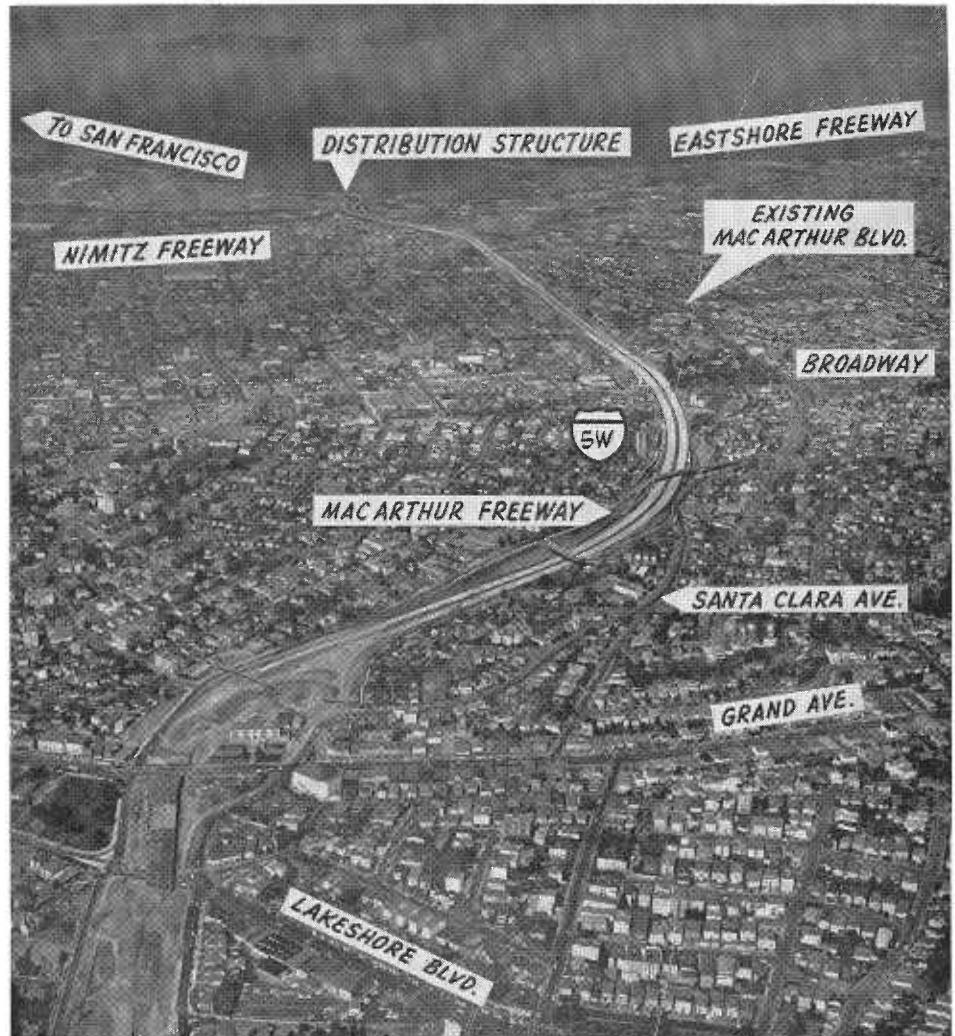 TO SAN FRANCISCO
DISTRIBUTION STRUCTURE
EASTSHORE FREEWAY
NIMITZ FREEWAY
EXISTING
MAC ARTHUR BLVD.
BROADWAY
5W
MAC ARTHUR FREEWAY
SANTA CLARA AVE.
GRAND AVE.
LAKESHORE BLVD.